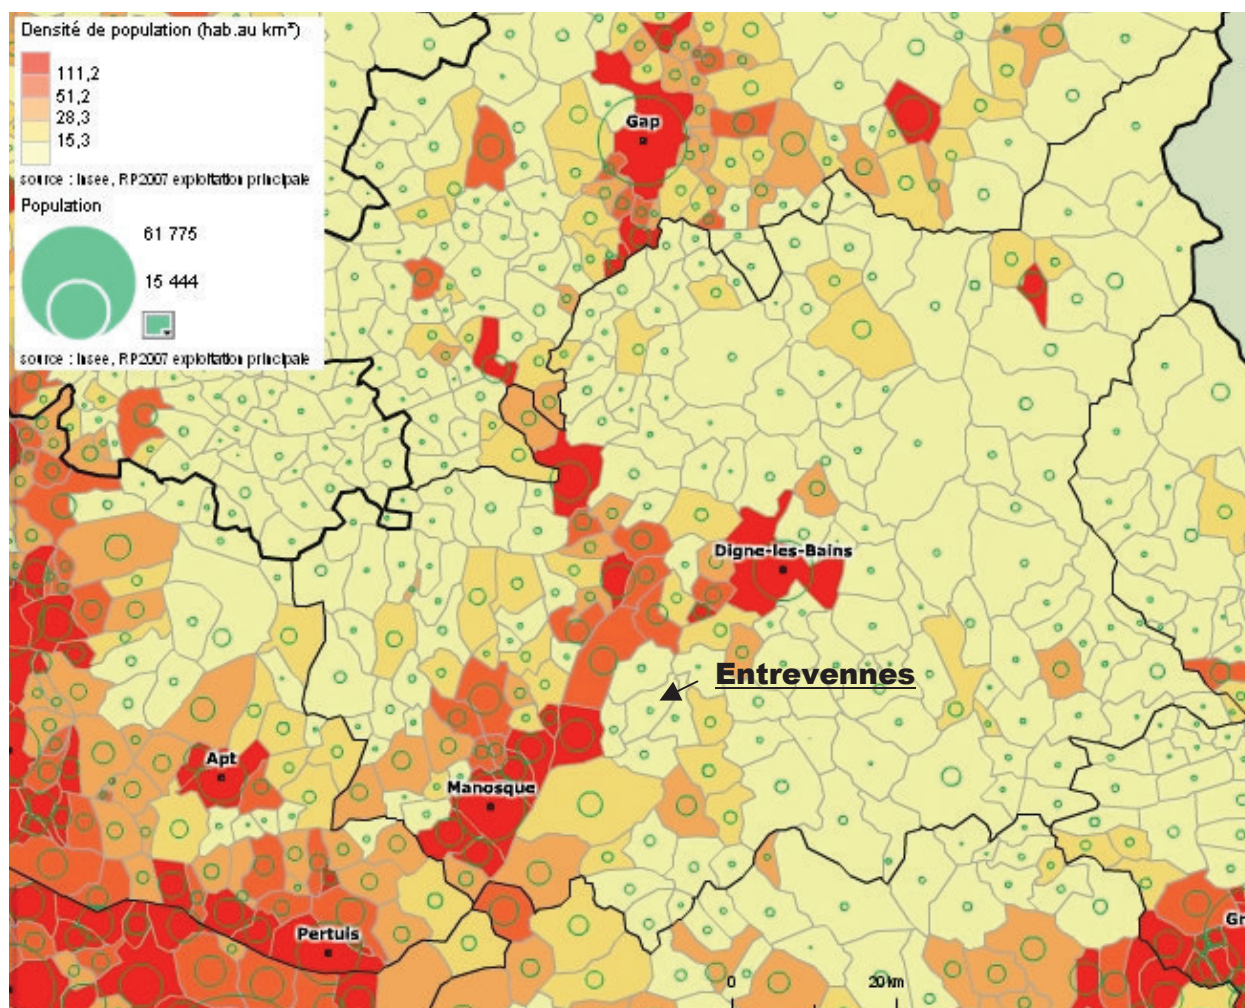 Densité de population (hab.au km²)
111,2
51,2
28,3
15,3
source : Insee, RP2007 exploitation principale
Population
61 775
15 444
source : Insee, RP2007 exploitation principale
Gap
Digne-les-Bains
Entrevennes
Apt
Manosque
Pertuis
Gr
0 20 km